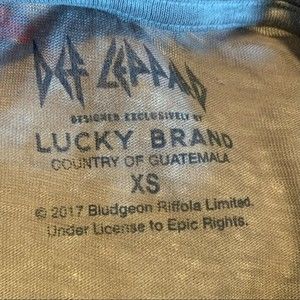 DEF LEPPARD
DESIGNED EXCLUSIVELY BY
LUCKY BRAND
COUNTRY OF GUATEMALA
XS
© 2017 Bludgeon Riffola Limited.
Under License to Epic Rights.